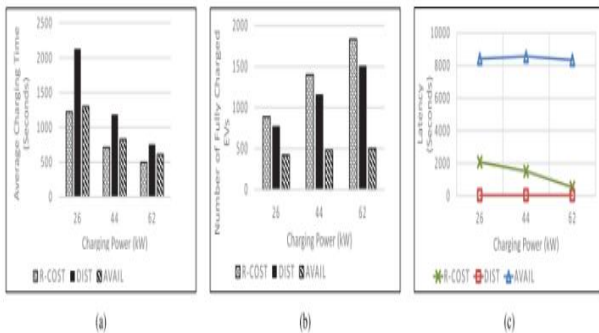 Average Charging Time
(Seconds)
2500
2000
1500
1000
500
0
26
44
62
Charging Power (kW)
R-COST
DIST
AVAIL
(a)
Number of Fully Charged
EVs
2000
1500
1000
500
0
26
44
62
Charging Power (kW)
R-COST
DIST
AVAIL
(b)
Latency
(Seconds)
10000
8000
6000
4000
2000
0
26
44
62
Charging Power (kW)
R-COST
DIST
AVAIL
(c)